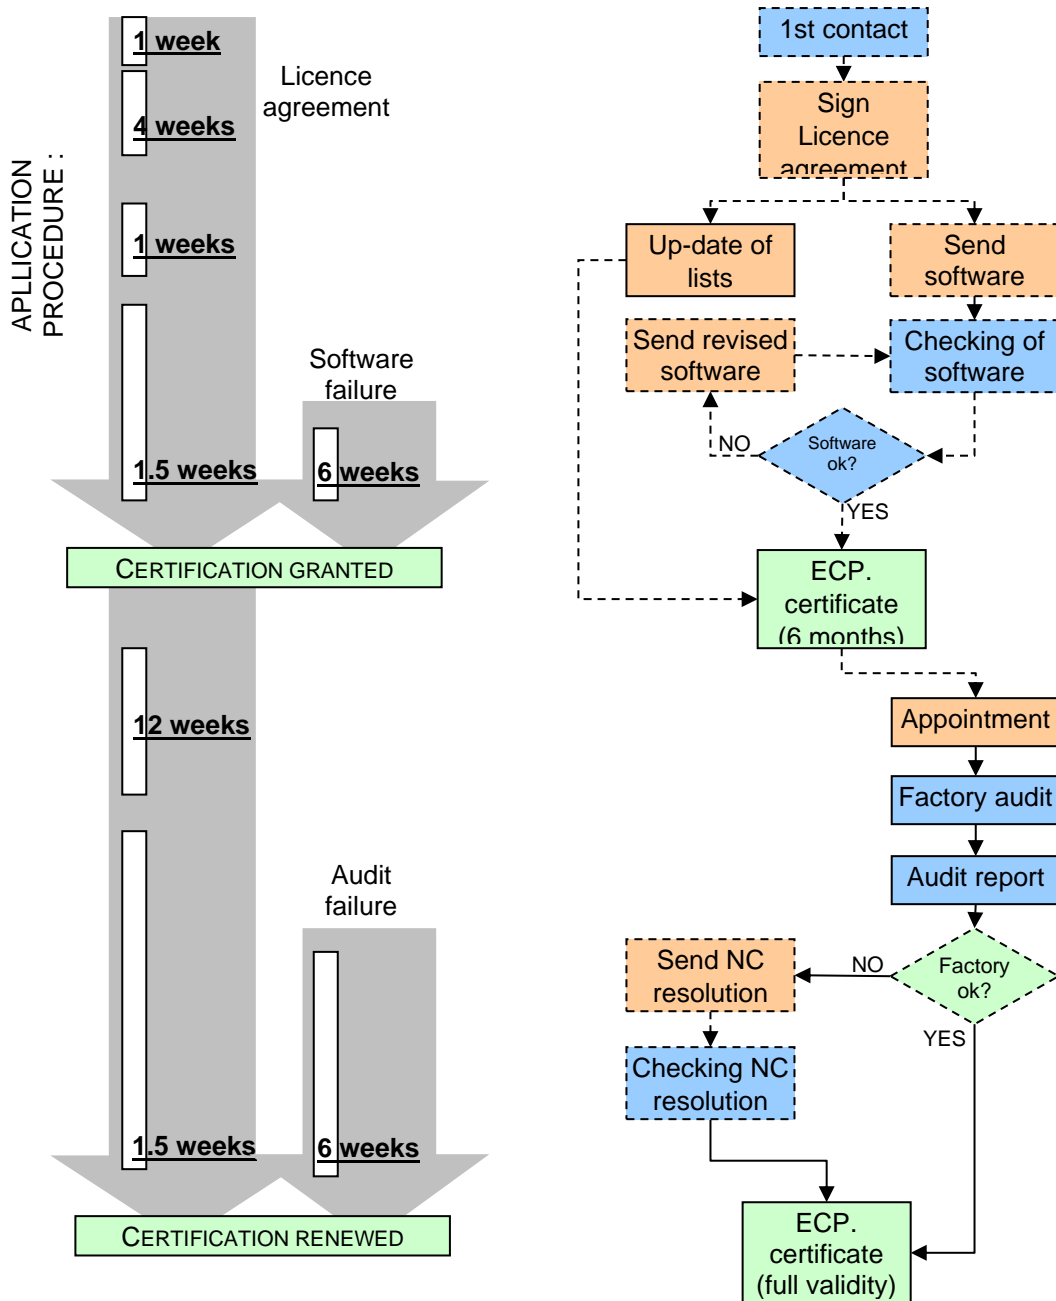 APLLICATION
PROCEDURE :
1 week
Licence
agreement
4 weeks
1 weeks
Software
failure
1.5 weeks
6 weeks
CERTIFICATION GRANTED
12 weeks
Audit
failure
1.5 weeks
6 weeks
CERTIFICATION RENEWED
1st contact
Sign
Licence
agreement
Up-date of
lists
Send
software
Send revised
software
Checking of
software
NO
Software
ok?
YES
ECP.
certificate
(6 months)
Appointment
Factory audit
Audit report
Send NC
resolution
NO
Factory
ok?
YES
Checking NC
resolution
ECP.
certificate
(full validity)